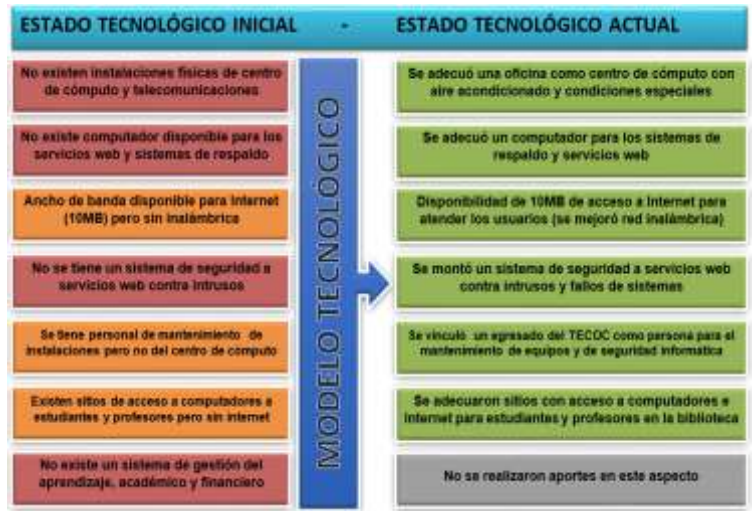 ESTADO TECNOLÓGICO INICIAL - ESTADO TECNOLÓGICO ACTUAL
No existen instalaciones físicas de centro
de cómputo y telecomunicaciones
No existe computador disponible para los
servicios web y sistemas de respaldo
Ancho de banda disponible para Internet
(10MB) pero sin inalámbrica
No se tiene un sistema de seguridad a
servicios web contra intrusos
Se tiene personal de mantenimiento de
instalaciones pero no del centro de computo
Existen sitios de acceso a computadores a
estudiantes y profesores pero sin internet
No existe un sistema de gestión del
aprendizaje, académico y financiero
MODELO TECNOLÓGICO
Se adecuó una oficina como centro de cómputo con
aire acondicionado y condiciones especiales
Se adecuó un computador para los sistemas de
respaldo y servicios web
Disponibilidad de 10MB de acceso a Internet para
atender los usuarios (se mejoró red inalámbrica)
Se montó un sistema de seguridad a servicios web
contra intrusos y fallos de sistemas
Se vinculó un egresado del TECOC como persona para el
mantenimiento de equipos y de seguridad informatica
Se adecuaron sitios con acceso a computadores e
Internet para estudiantes y profesores en la biblioteca
No se realizaron aportes en este aspecto